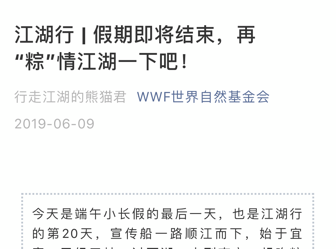 江湖行 | 假期即将结束，再
“粽”情江湖一下吧！
行走江湖的熊猫君 WWF世界自然基金会
2019-06-09
今天是端午小长假的最后一天，也是江湖行
的第20天，宣传船一路顺江而下，始于宜